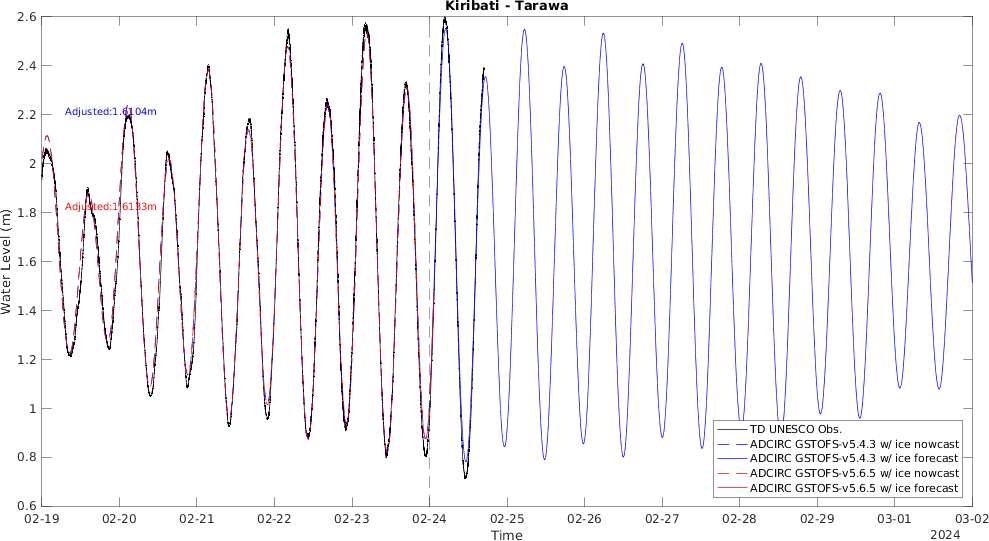 Kiribati - Tarawa
2.6
2.4
2.2
2
1.8
1.6
1.4
1.2
1
0.8
0.6
Water Level (m)
Adjusted:1.6104m
Adjusted:1.6133m
TD UNESCO Obs.
ADCIRC GSTOFS-v5.4.3 w/ ice nowcast
ADCIRC GSTOFS-v5.4.3 w/ ice forecast
ADCIRC GSTOFS-v5.6.5 w/ ice nowcast
ADCIRC GSTOFS-v5.6.5 w/ ice forecast
02-19 02-20 02-21 02-22 02-23 02-24 02-25 02-26 02-27 02-28 02-29 03-01 03-02
Time
2024